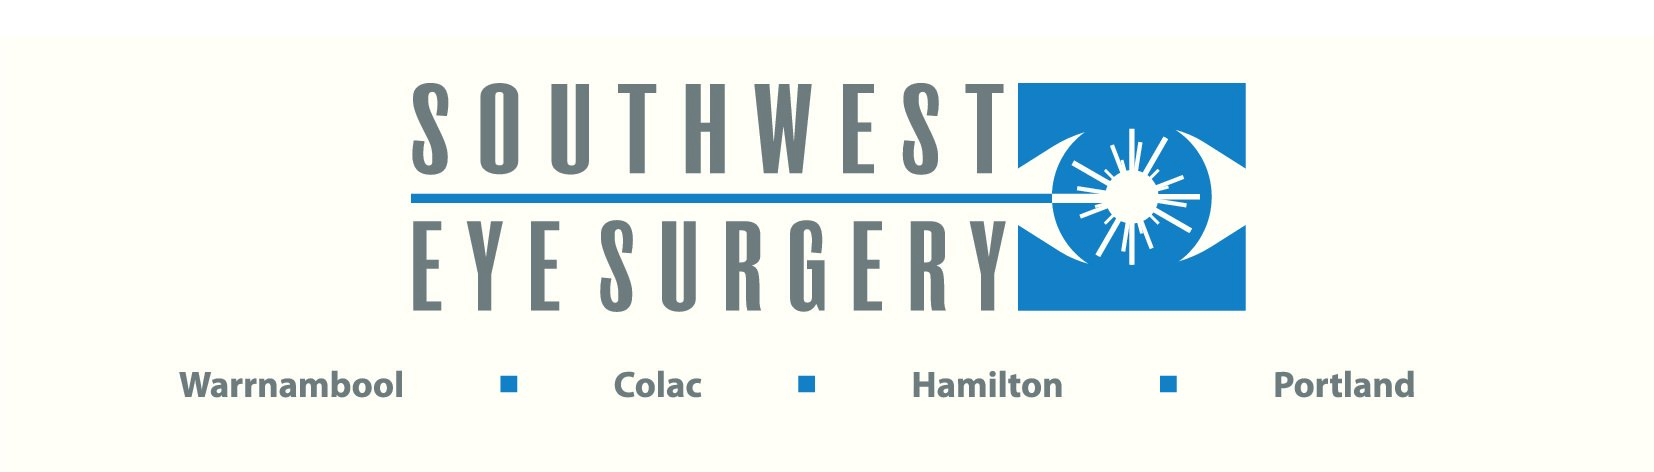 SOUTHWEST
EYE SURGERY
Warrnambool ▪ Colac ▪ Hamilton ▪ Portland